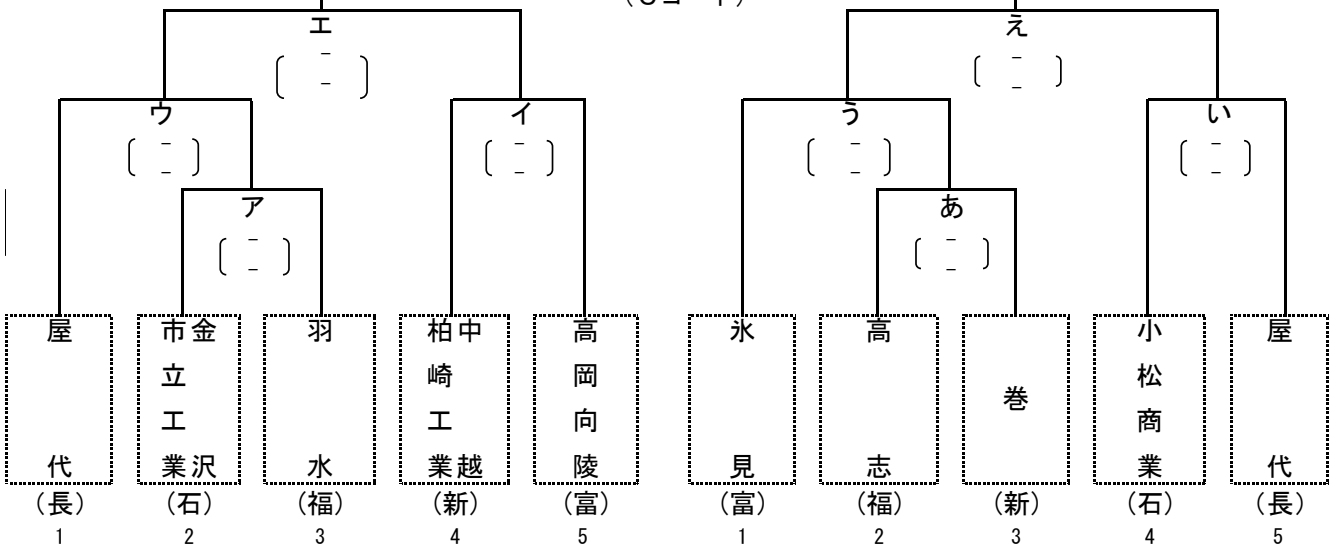 エ
え
－
－
－
－
ウ
イ
う
い
－
－
－
－
－
－
－
－
ア
あ
－
－
－
－
屋代
金沢市立工業
羽水
中越柏崎工業
高岡向陵
氷見
高志
巻
小松商業
屋代
（長）
（石）
（福）
（新）
（富）
（富）
（福）
（新）
（石）
（長）
1
2
3
4
5
1
2
3
4
5